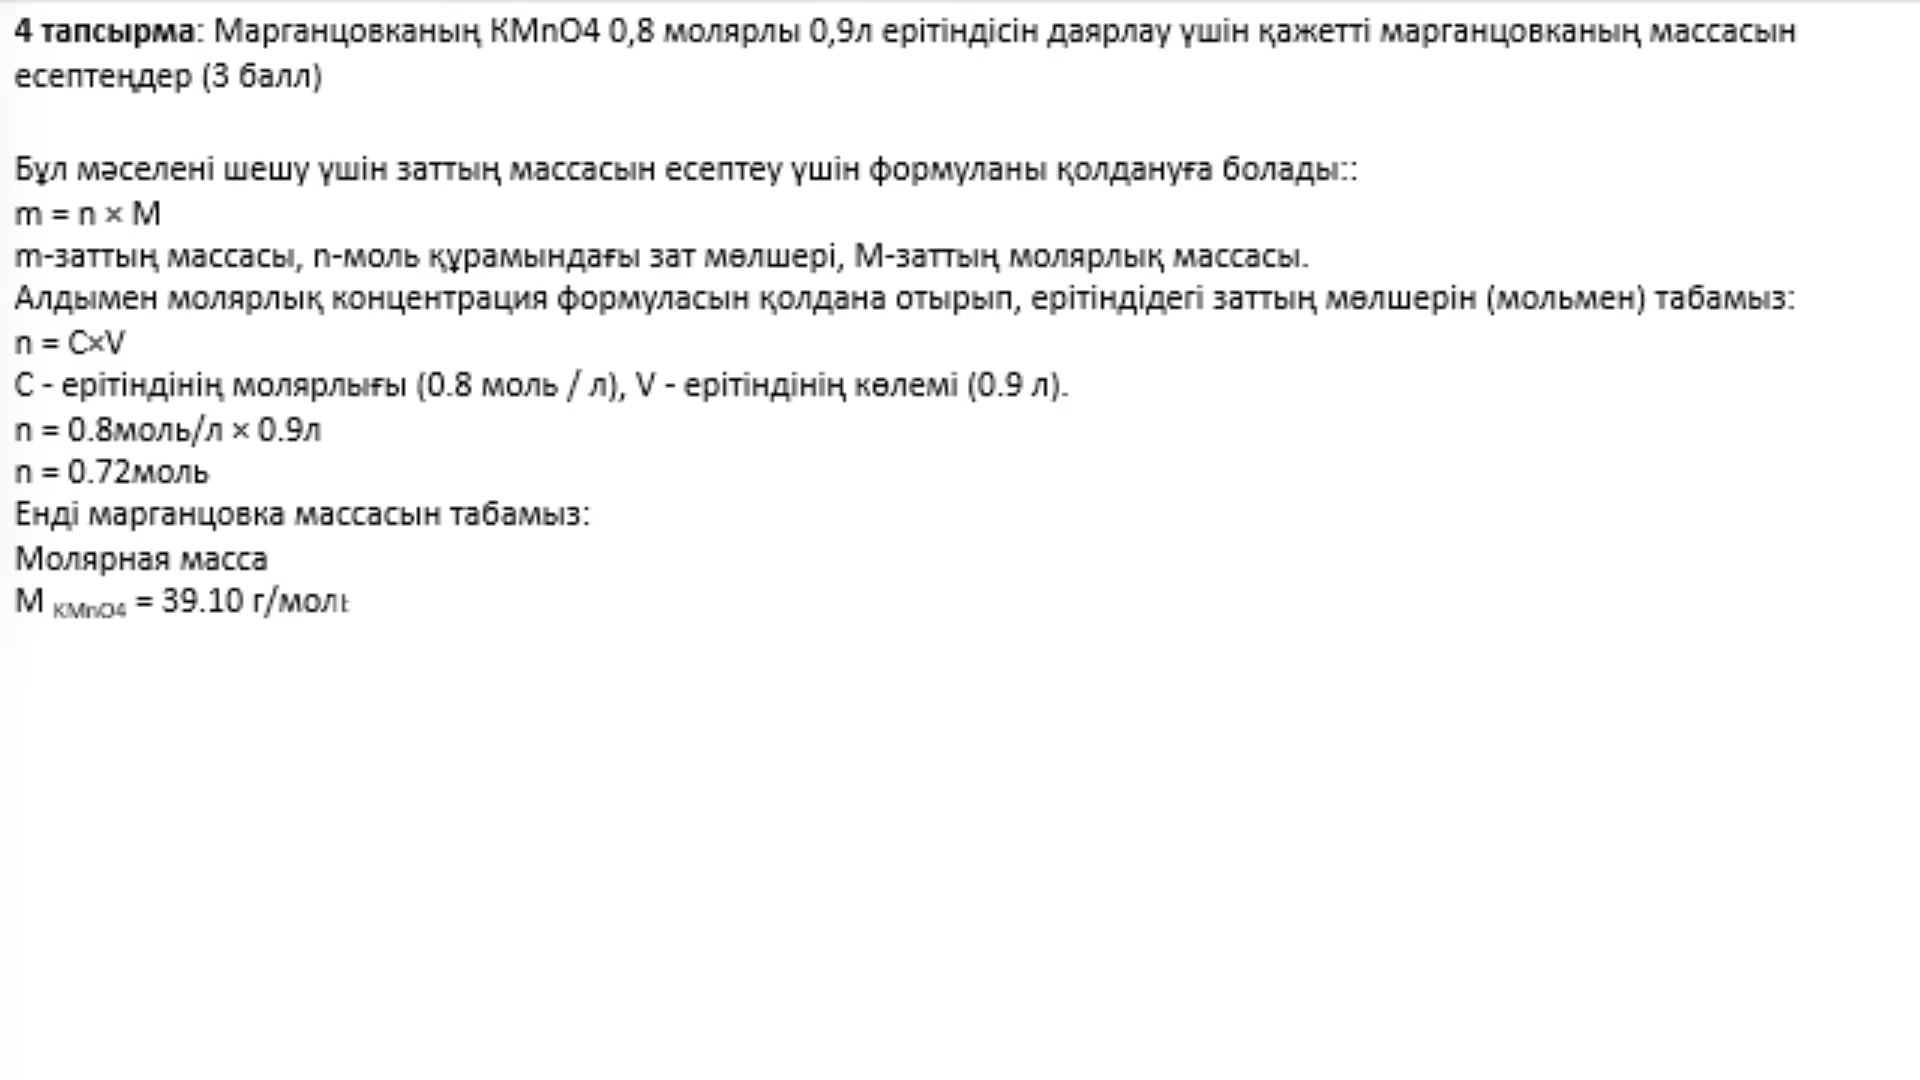 4 тапсырма: Марганцовканың KMnO4 0,8 молярлы 0,9л ерітіндісін даярлау үшін қажетті марганцовканың массасын
есептеңдер (3 балл)
Бұл мәселені шешу үшін заттың массасын есептеу үшін формуланы қолдануға болады::
m = n × M
m-заттың массасы, n-моль құрамындағы зат мөлшері, M-заттың молярлық массасы.
Алдымен молярлық концентрация формуласын қолдана отырып, ерітіндідегі заттың мөлшерін (мольмен) табамыз:
n = C×V
C - ерітіндінің молярлығы (0.8 моль / л), V - ерітіндінің көлемі (0.9 л).
n = 0.8моль/л × 0.9л
n = 0.72моль
Енді марганцовка массасын табамыз:
Молярная масса
M KMnO4 = 39.10 г/моль